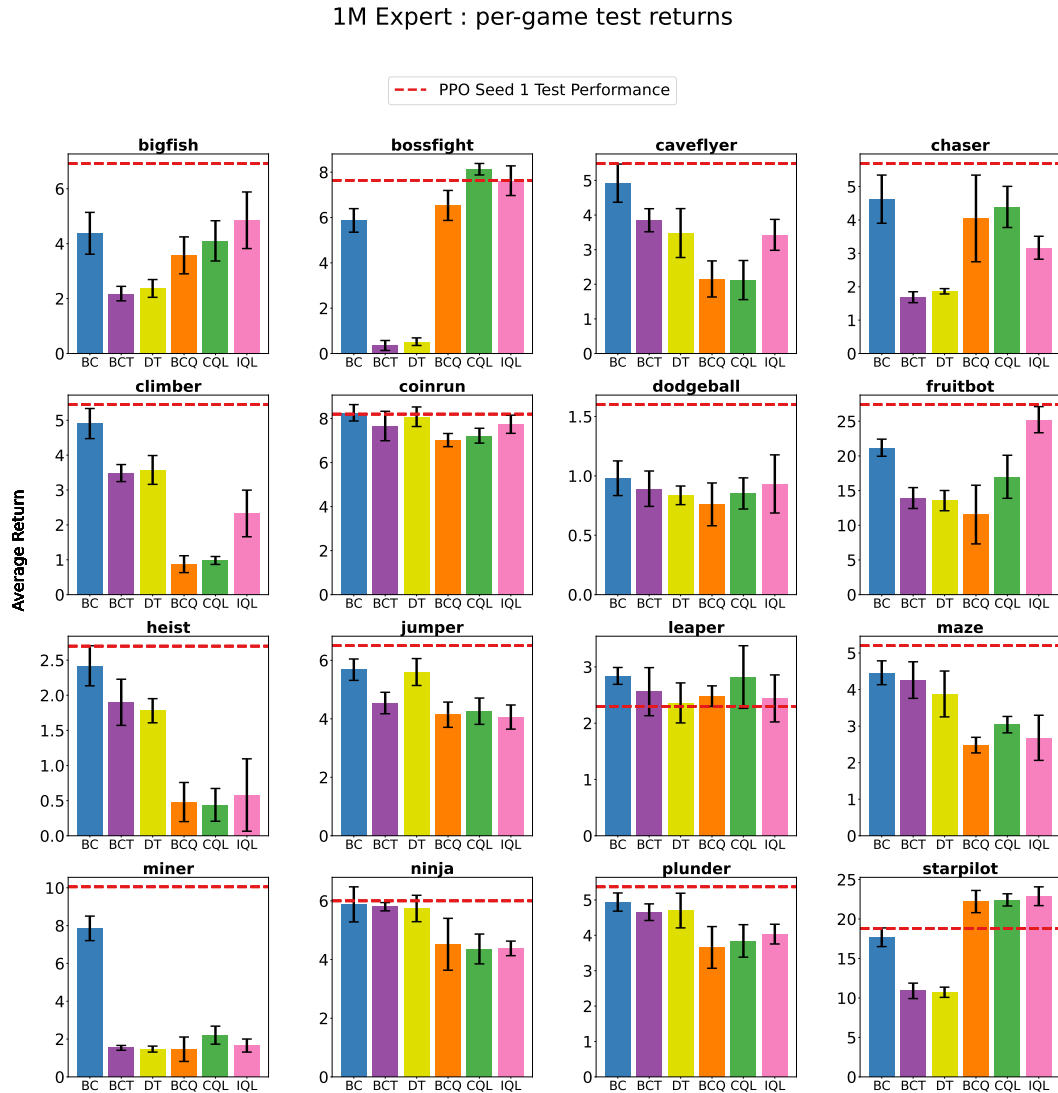 1M Expert : per-game test returns
PPO Seed 1 Test Performance
Average Return
bigfish
6
4
2
0
BC BCT DT BCQ CQL IQL
bossfight
8
6
4
2
0
BC BCT DT BCQ CQL IQL
caveflyer
5
4
3
2
1
0
BC BCT DT BCQ CQL IQL
chaser
5
4
3
2
1
0
BC BCT DT BCQ CQL IQL
climber
5
4
3
2
1
0
BC BCT DT BCQ CQL IQL
coinrun
8
6
4
2
0
BC BCT DT BCQ CQL IQL
dodgeball
1.5
1.0
0.5
0.0
BC BCT DT BCQ CQL IQL
fruitbot
25
20
15
10
5
0
BC BCT DT BCQ CQL IQL
heist
2.5
2.0
1.5
1.0
0.5
0.0
BC BCT DT BCQ CQL IQL
jumper
6
4
2
0
BC BCT DT BCQ CQL IQL
leaper
3
2
1
0
BC BCT DT BCQ CQL IQL
maze
5
4
3
2
1
0
BC BCT DT BCQ CQL IQL
miner
10
8
6
4
2
0
BC BCT DT BCQ CQL IQL
ninja
6
4
2
0
BC BCT DT BCQ CQL IQL
plunder
5
4
3
2
1
0
BC BCT DT BCQ CQL IQL
starpilot
25
20
15
10
5
0
BC BCT DT BCQ CQL IQL